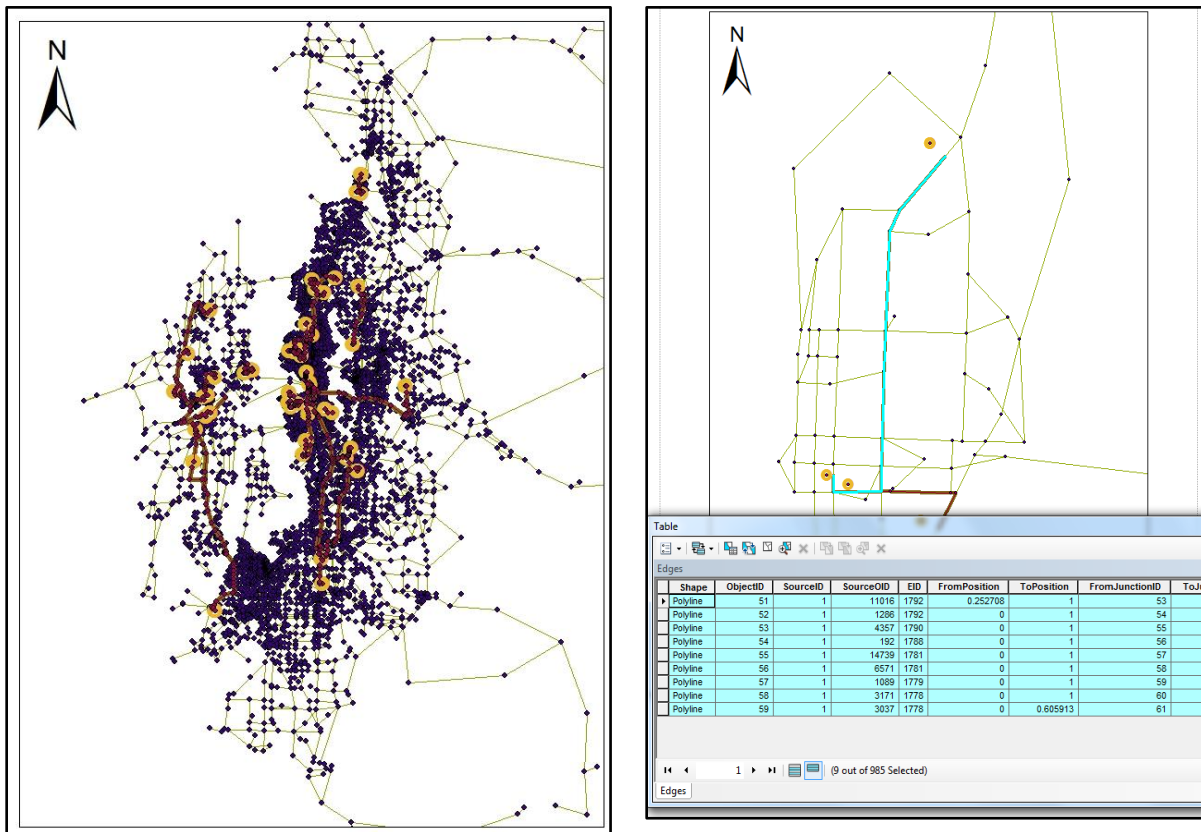 N
N
Table
Edges
Shape ObjectID SourceID SourceOID EID FromPosition ToPosition FromJunctionID ToJu
Polyline 51 1 11016 1792 0.252708 1 53
Polyline 52 1 1286 1792 0 1 54
Polyline 53 1 4357 1790 0 1 55
Polyline 54 1 192 1788 0 1 56
Polyline 55 1 14739 1781 0 1 57
Polyline 56 1 6571 1781 0 1 58
Polyline 57 1 1089 1779 0 1 59
Polyline 58 1 3171 1778 0 1 60
Polyline 59 1 3037 1778 0 0.605913 61
1 (9 out of 985 Selected)
Edges